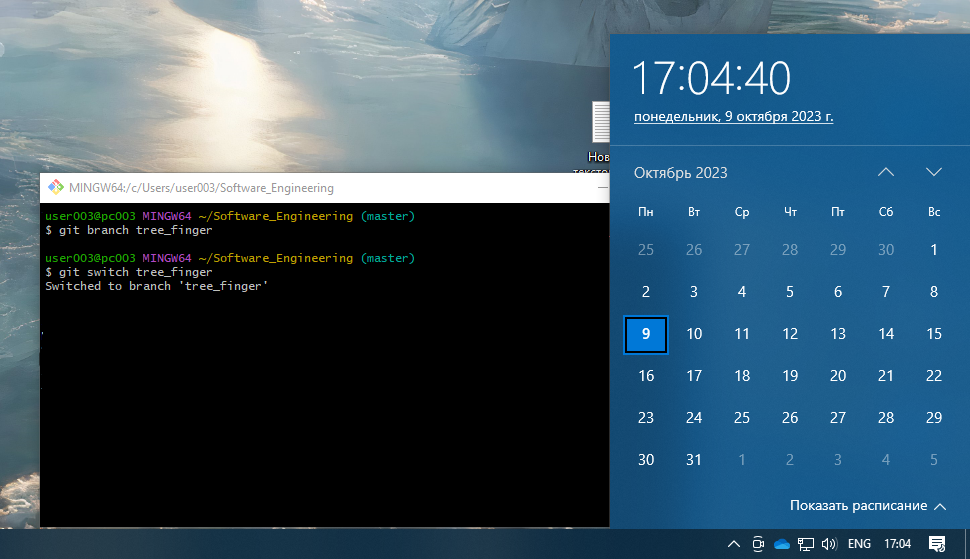 Нов
текстов
MINGW64:/c/Users/user003/Software_Engineering
user003@pc003 MINGW64 ~/Software_Engineering (master)
$ git branch tree_finger
user003@pc003 MINGW64 ~/Software_Engineering (master)
$ git switch tree_finger
Switched to branch 'tree_finger'
17:04:40
понедельник, 9 октября 2023 г.
Октябрь 2023
Пн Вт Ср Чт Пт Сб Вс
25 26 27 28 29 30 1
2 3 4 5 6 7 8
9 10 11 12 13 14 15
16 17 18 19 20 21 22
23 24 25 26 27 28 29
30 31 1 2 3 4 5
Показать расписание
ENG 17:04